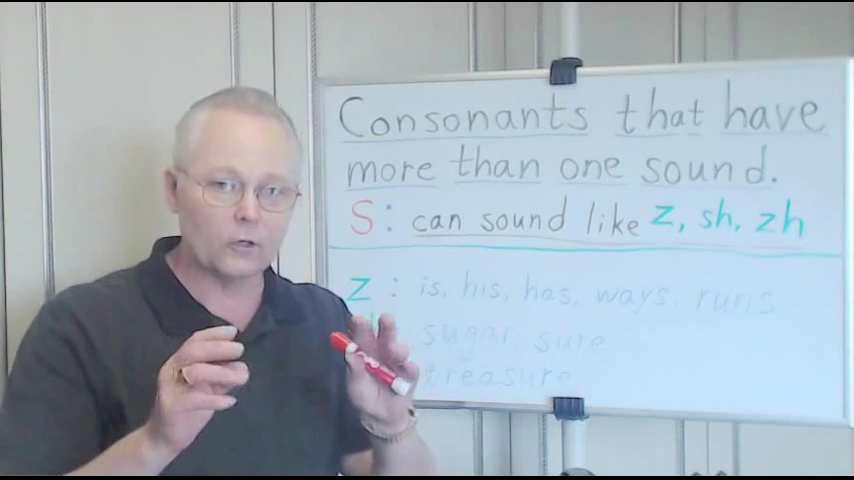 Consonants that have
more than one sound.
S: can sound like z, sh, zh
z : is, his, has, ways, runs
sugar, sure
treasure